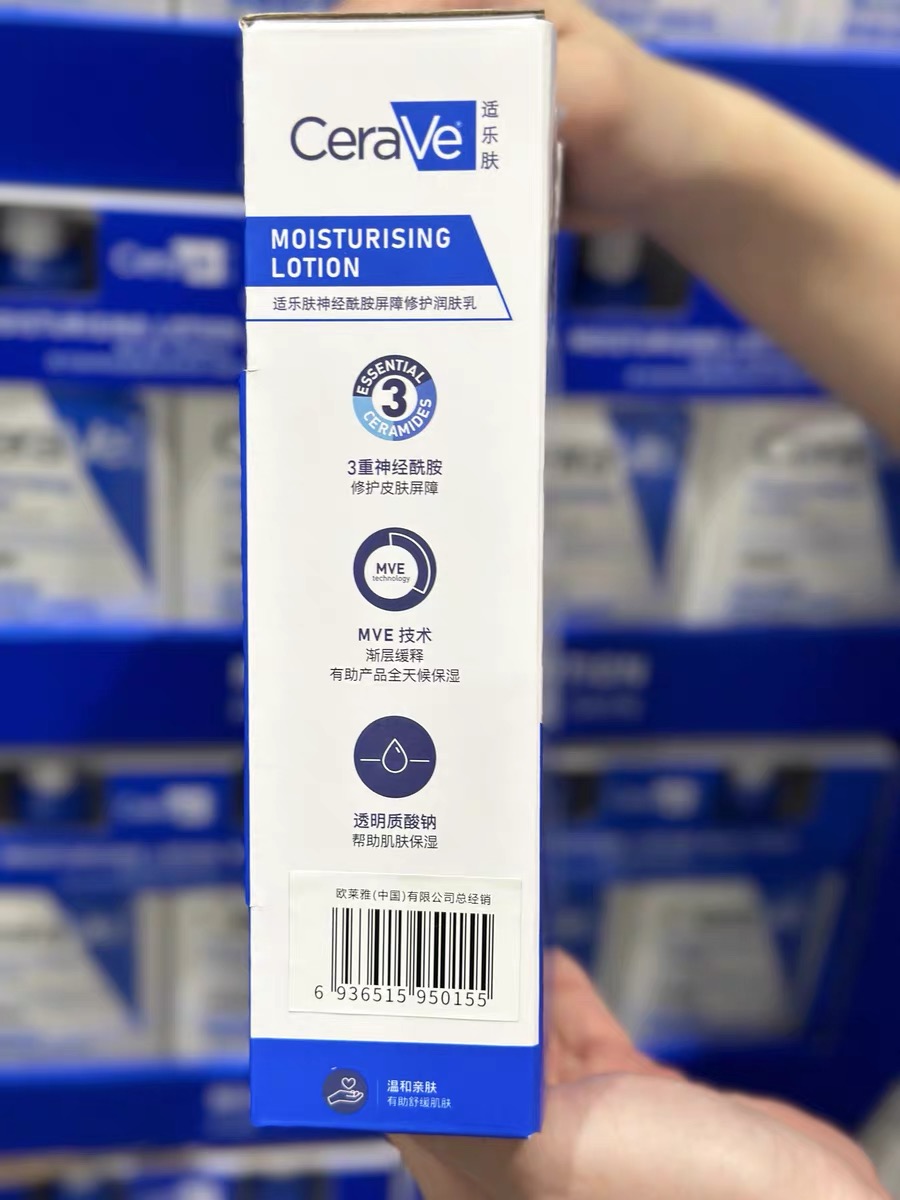 CeraVe
适乐肤
MOISTURISING
LOTION
适乐肤神经酰胺屏障修护润肤乳
ESSENTIAL
3
CERAMIDES
3重神经酰胺
修护皮肤屏障
MVE
technology
MVE 技术
渐层缓释
有助产品全天候保湿
透明质酸钠
帮助肌肤保湿
欧莱雅(中国)有限公司总经销
6 936515 950155
温和亲肤
有助舒缓肌肤